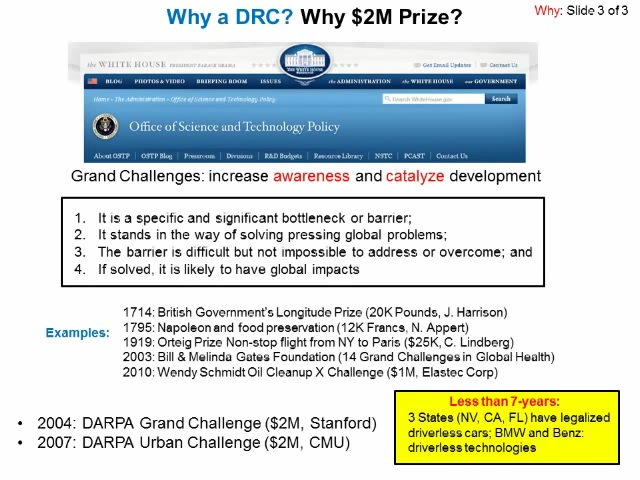 Why a DRC? Why $2M Prize?
Why: Slide 3 of 3
the WHITE HOUSE PRESIDENT BARACK OBAMA
THE WHITE HOUSE
Get Email Updates Contact Us
BLOG PHOTOS & VIDEO BRIEFING ROOM ISSUES the ADMINISTRATION the WHITE HOUSE our GOVERNMENT
Home • The Administration • Office of Science and Technology Policy
Search WhiteHouse.gov Search
Office of Science and Technology Policy
About OSTP OSTP Blog Pressroom Divisions R&D Budgets Resource Library NSTC PCAST Contact Us
Grand Challenges: increase awareness and catalyze development
1. It is a specific and significant bottleneck or barrier;
2. It stands in the way of solving pressing global problems;
3. The barrier is difficult but not impossible to address or overcome; and
4. If solved, it is likely to have global impacts
Examples:
1714: British Government's Longitude Prize (20K Pounds, J. Harrison)
1795: Napoleon and food preservation (12K Francs, N. Appert)
1919: Orteig Prize Non-stop flight from NY to Paris ($25K, C. Lindberg)
2003: Bill & Melinda Gates Foundation (14 Grand Challenges in Global Health)
2010: Wendy Schmidt Oil Cleanup X Challenge ($1M, Elastec Corp)
• 2004: DARPA Grand Challenge ($2M, Stanford)
• 2007: DARPA Urban Challenge ($2M, CMU)
Less than 7-years:
3 States (NV, CA, FL) have legalized
driverless cars; BMW and Benz:
driverless technologies